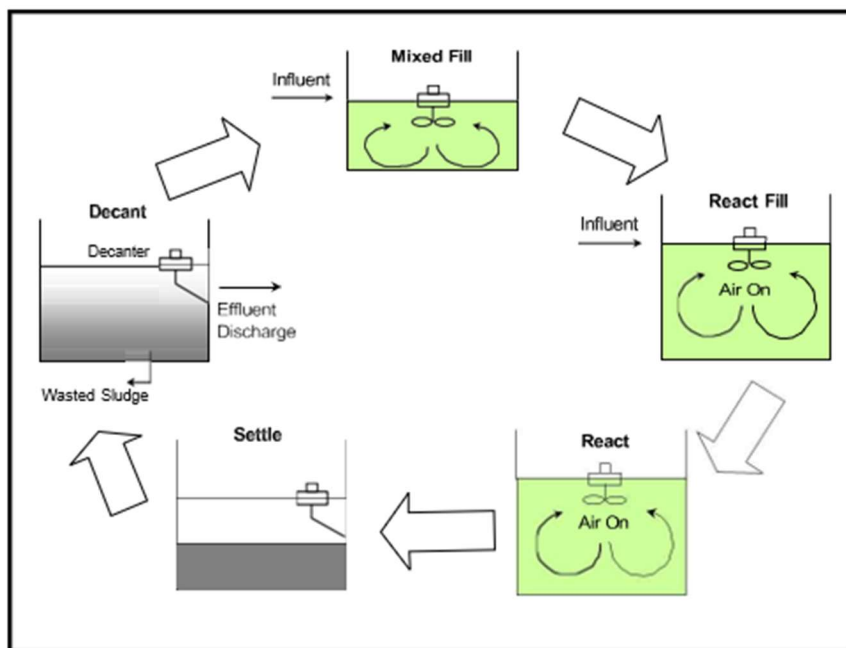 Mixed Fill
Influent
React Fill
Influent
Air On
React
Air On
Settle
Decant
Decanter
Effluent
Discharge
Wasted Sludge